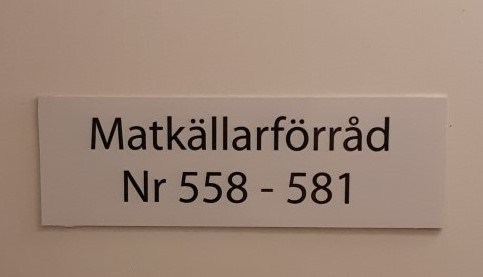 Matkällarförråd
Nr 558 - 581